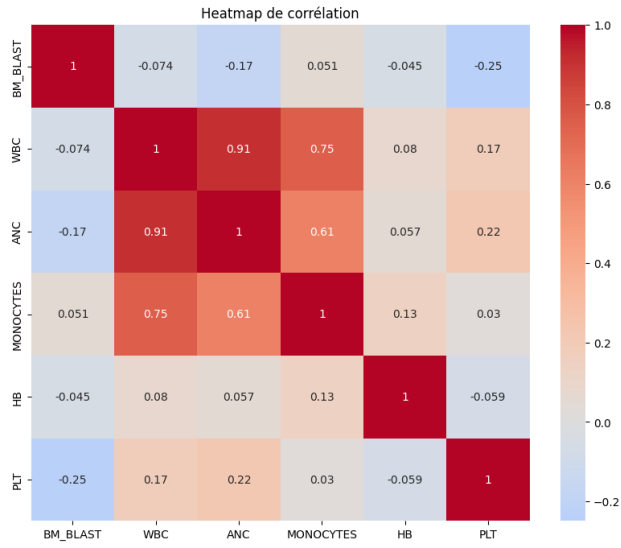 Heatmap de corrélation
BM_BLAST 1 -0.074 -0.17 0.051 -0.045 -0.25
WBC -0.074 1 0.91 0.75 0.08 0.17
ANC -0.17 0.91 1 0.61 0.057 0.22
MONOCYTES 0.051 0.75 0.61 1 0.13 0.03
HB -0.045 0.08 0.057 0.13 1 -0.059
PLT -0.25 0.17 0.22 0.03 -0.059 1
BM_BLAST WBC ANC MONOCYTES HB PLT
1.0
0.8
0.6
0.4
0.2
0.0
−0.2